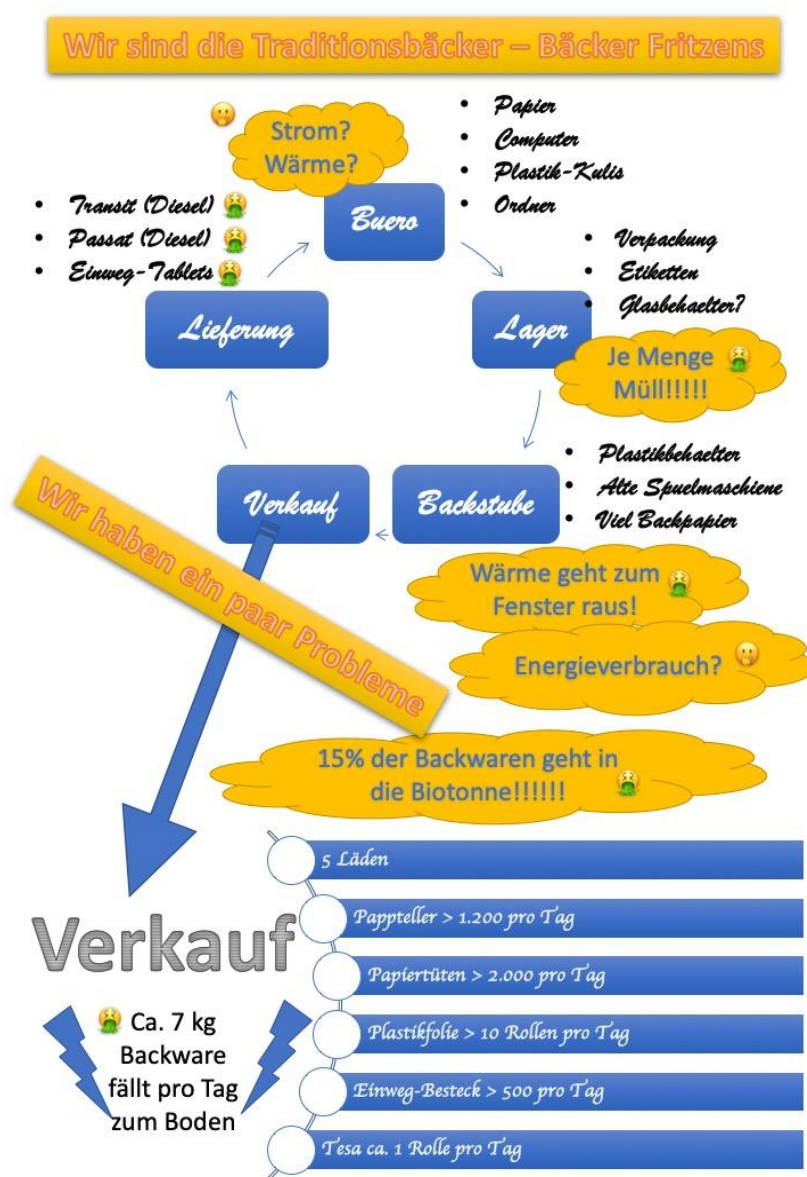 Wir sind die Traditionsbäcker – Bäcker Fritzens
Strom?
Wärme?
• Papier
• Computer
• Plastik-Kulis
• Ordner
• Transit (Diesel) 🤮
• Passat (Diesel) 🤮
• Einweg-Tablets 🤮
Buero
• Verpackung
• Etiketten
• Glasbehaelter?
Lieferung
Lager
Je Menge
Müll!!!!!
Verkauf
Backstube
• Plastikbehaelter
• Alte Spuelmaschiene
• Viel Backpapier
Wir haben ein paar Probleme
Wärme geht zum
Fenster raus!
Energieverbrauch?
15% der Backwaren geht in
die Biotonne!!!!!!
Verkauf
5 Läden
Pappteller > 1.200 pro Tag
Papiertüten > 2.000 pro Tag
Plastikfolie > 10 Rollen pro Tag
Einweg-Besteck > 500 pro Tag
Tesa ca. 1 Rolle pro Tag
🤮 Ca. 7 kg
Backware
fällt pro Tag
zum Boden